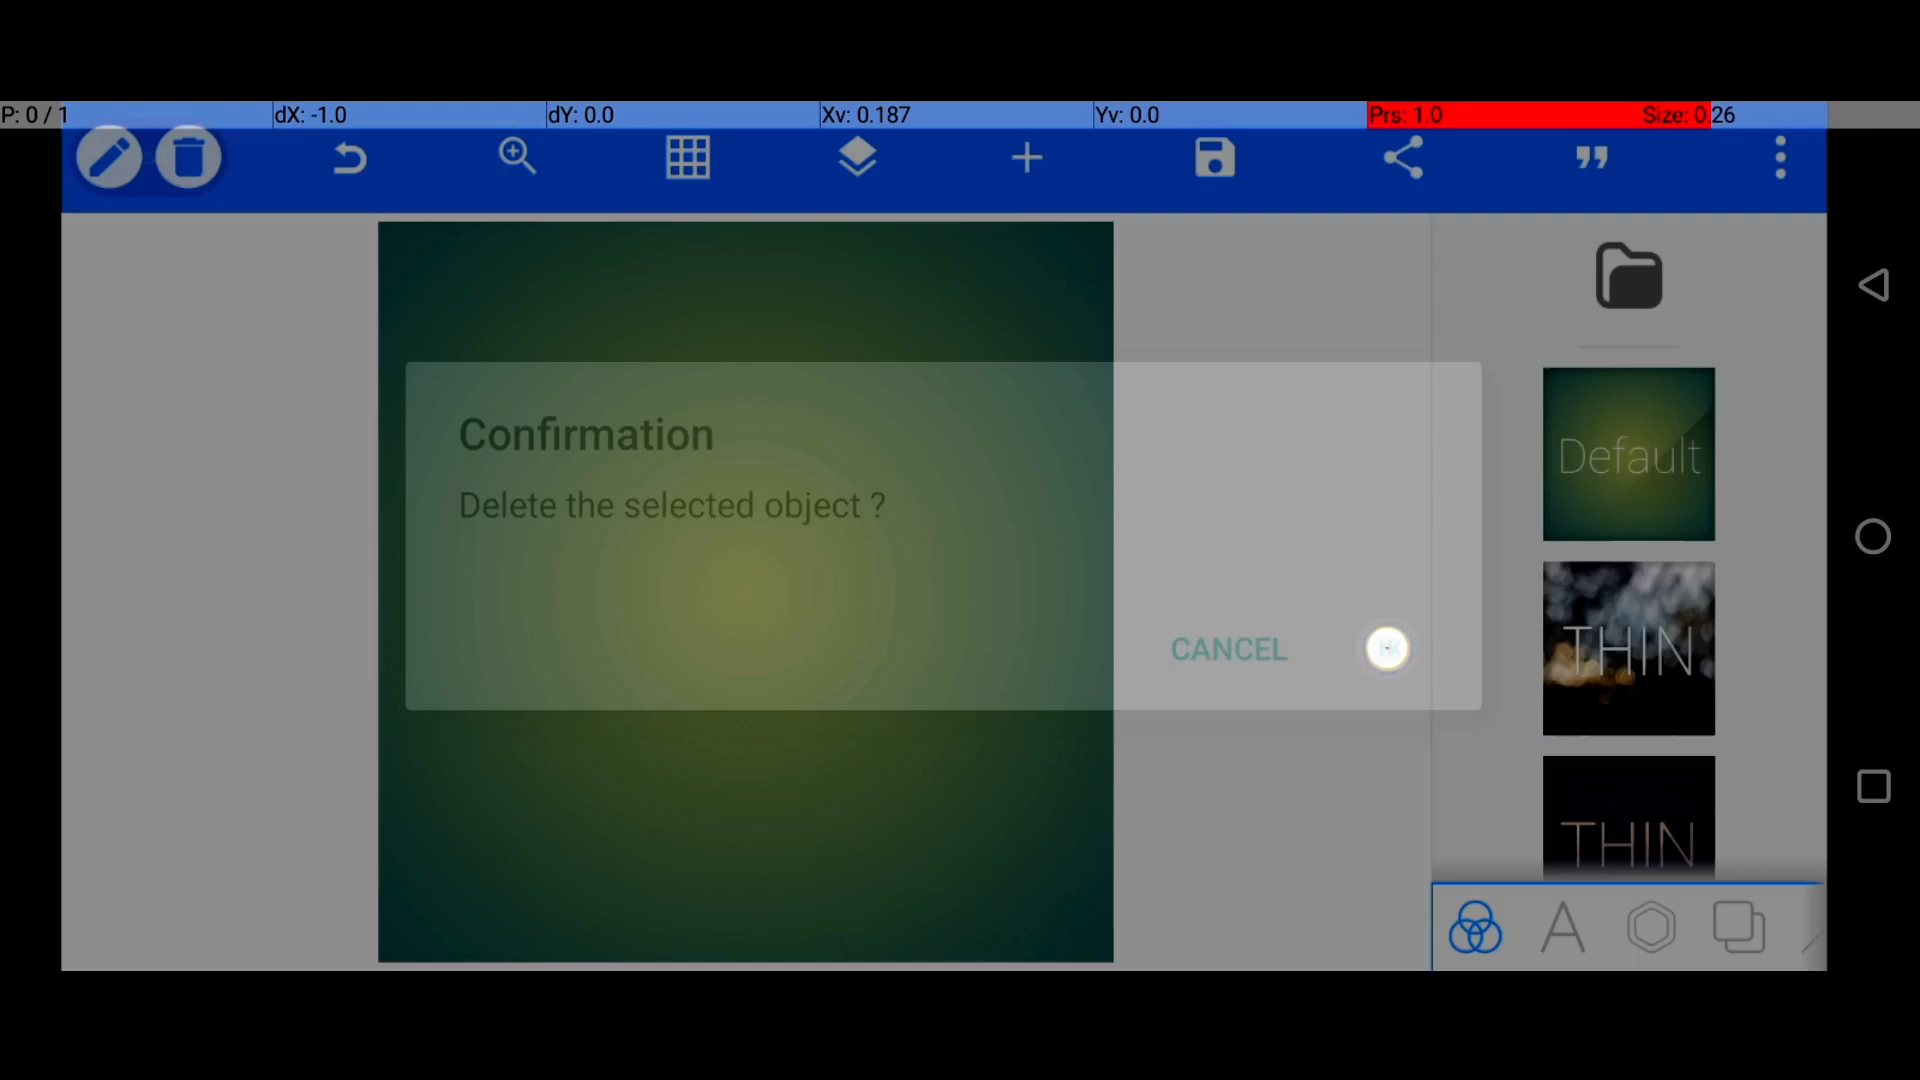 P: 0 / 1 dX: -1.0 dY: 0.0 Xv: 0.187 Yv: 0.0 Prs: 1.0 Size: 0.26
Confirmation
Delete the selected object ?
CANCEL
Default
THIN
THIN